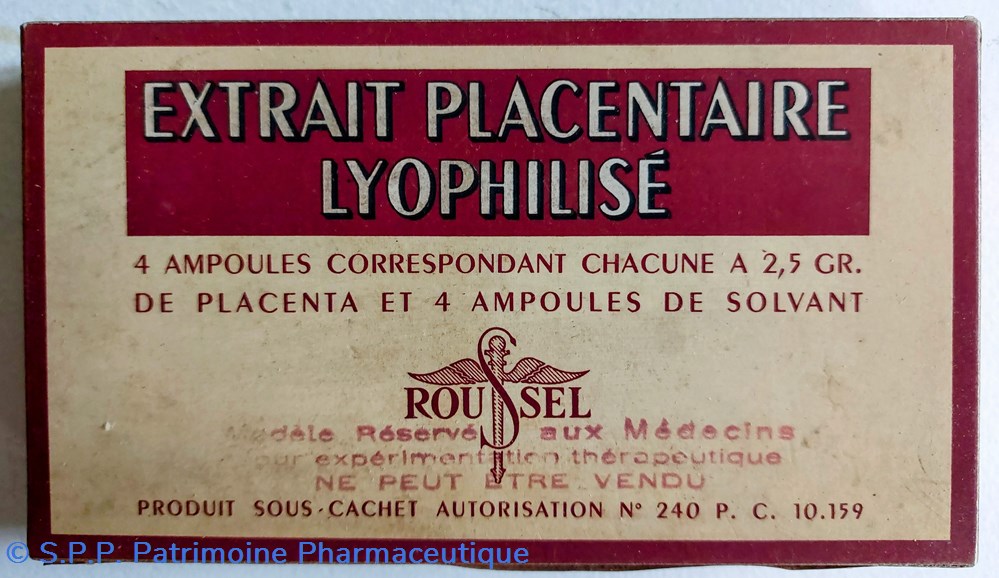 EXTRAIT PLACENTAIRE
LYOPHILISÉ
4 AMPOULES CORRESPONDANT CHACUNE A 2,5 GR.
DE PLACENTA ET 4 AMPOULES DE SOLVANT
ROUSSEL
Modèle Réservé aux Médecins
pour expérimentation thérapeutique
NE PEUT ETRE VENDU
PRODUIT SOUS-CACHET AUTORISATION N° 240 P. C. 10.159
© S.P.P. Patrimoine Pharmaceutique